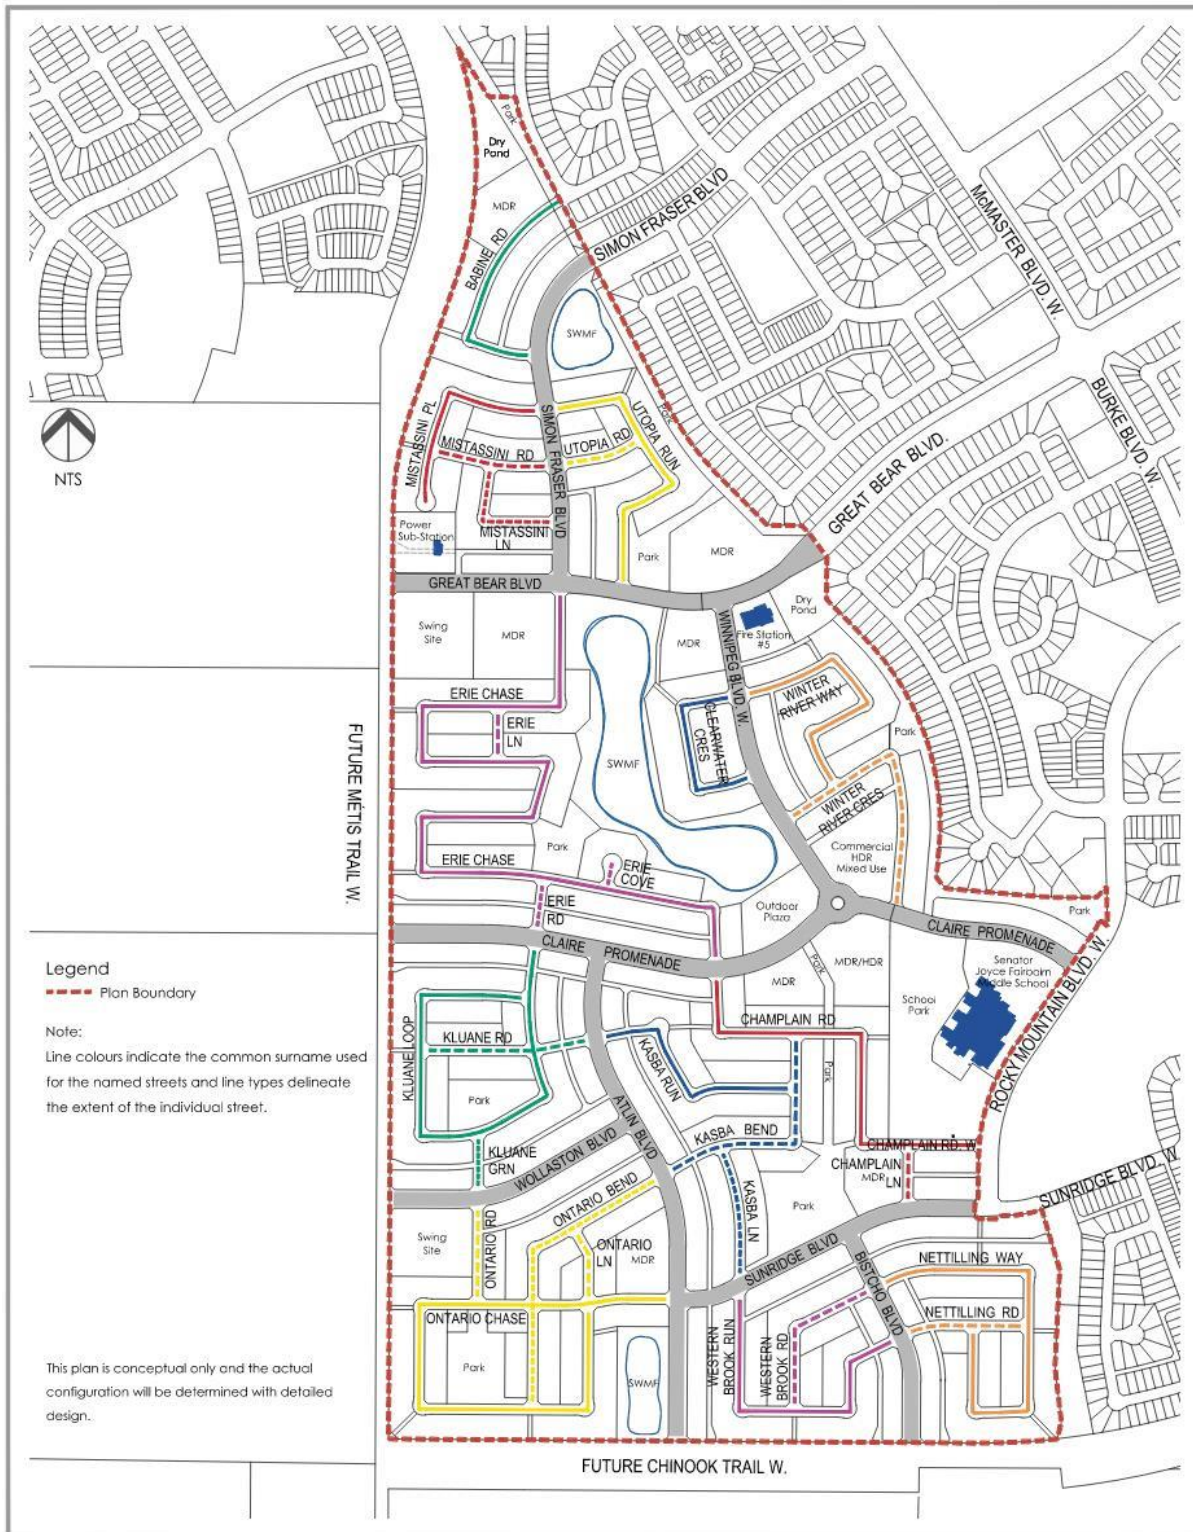 Park
Dry
Pond
MDR
BABINE RD
SIMON FRASER BLVD
McMASTER BLVD. W.
SWMF
BURKE BLVD. W.
NTS
MISTASSINI PL
MISTASSINI RD
SIMON FRASER BLVD
UTOPIA RD
UTOPIA RUN
Park
GREAT BEAR BLVD.
Power
Sub-Station
MISTASSINI
LN
Park
MDR
GREAT BEAR BLVD
Dry
Pond
Swing
Site
MDR
MDR
WINNIPEG BLVD. W.
Fire Station
#5
ERIE CHASE
ERIE
LN
CLEARWATER
CRES
WINTER
RIVER WAY
Park
FUTURE MÉTIS TRAIL W.
SWMF
WINTER
RIVER CRES
ERIE CHASE
Park
ERIE
COVE
Commercial
HDR
Mixed Use
ERIE
RD
Outdoor
Plaza
Park
CLAIRE PROMENADE
CLAIRE PROMENADE
Legend
Plan Boundary
Note:
Line colours indicate the common surname used
for the named streets and line types delineate
the extent of the individual street.
MDR
Park
MDR/HDR
Senator
Joyce Fairbairn
Middle School
School
Park
ROCKY MOUNTAIN BLVD. W.
CHAMPLAIN RD
KLUANE LOOP
KLUANE RD
KASBA RUN
Park
Park
ATLIN BLVD
KASBA BEND
CHAMPLAIN RD. W
KLUANE
GRN
WOLLASTON BLVD
CHAMPLAIN
LN
MDR
SUNRIDGE BLVD. W
ONTARIO BEND
KASBA LN
Park
ONTARIO RD
Swing
Site
ONTARIO
LN
MDR
SUNRIDGE BLVD
BISTCHO BLVD
NETTILLING WAY
ONTARIO CHASE
NETTILLING RD
WESTERN
BROOK RUN
WESTERN
BROOK RD
Park
SWMF
This plan is conceptual only and the actual
configuration will be determined with detailed
design.
FUTURE CHINOOK TRAIL W.